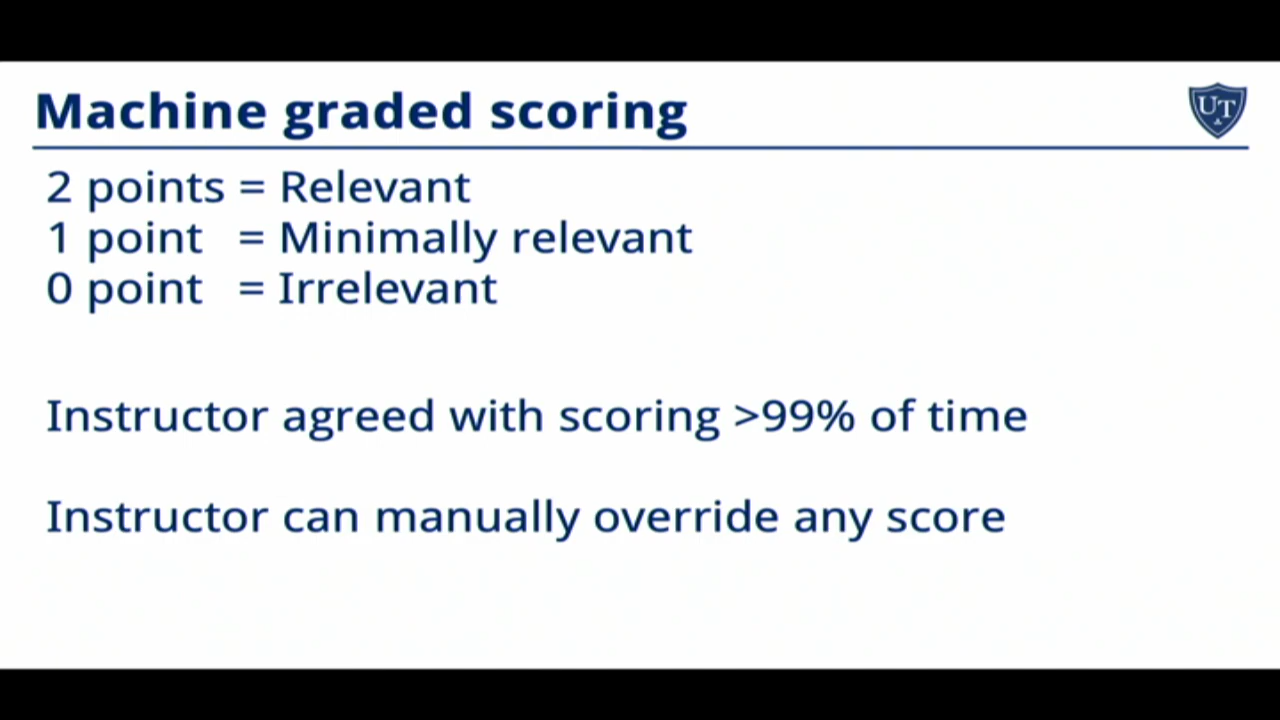 Machine graded scoring
UT
2 points = Relevant
1 point = Minimally relevant
0 point = Irrelevant
Instructor agreed with scoring >99% of time
Instructor can manually override any score